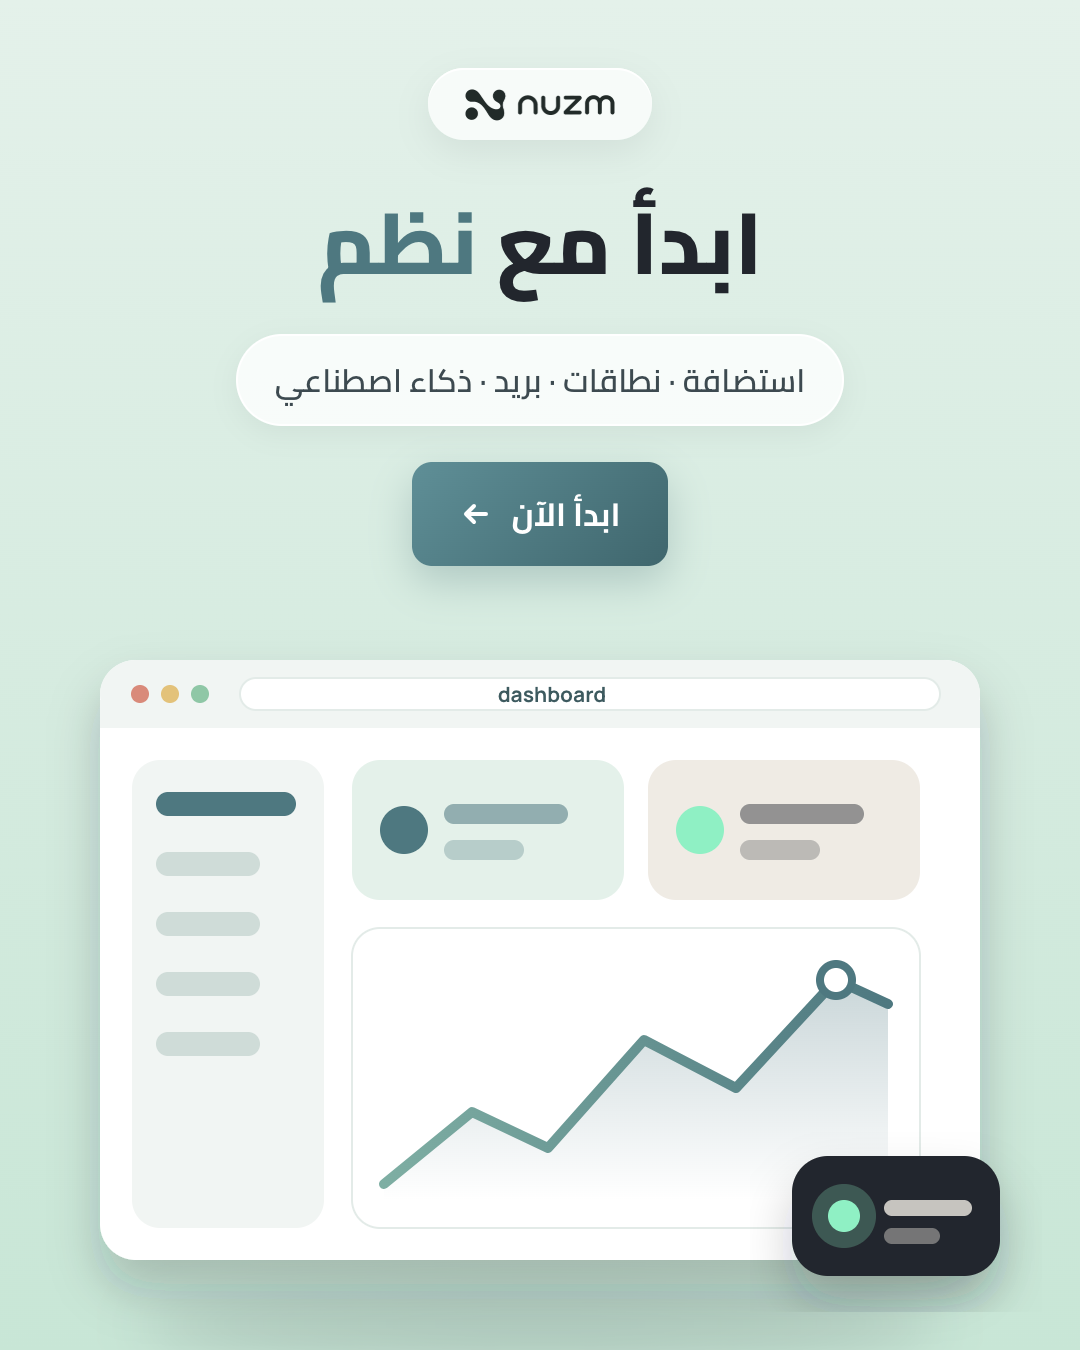 nuzm
ابدأ مع نظم
استضافة · نطاقات · بريد · ذكاء اصطناعي
ابدأ الآن ←
dashboard